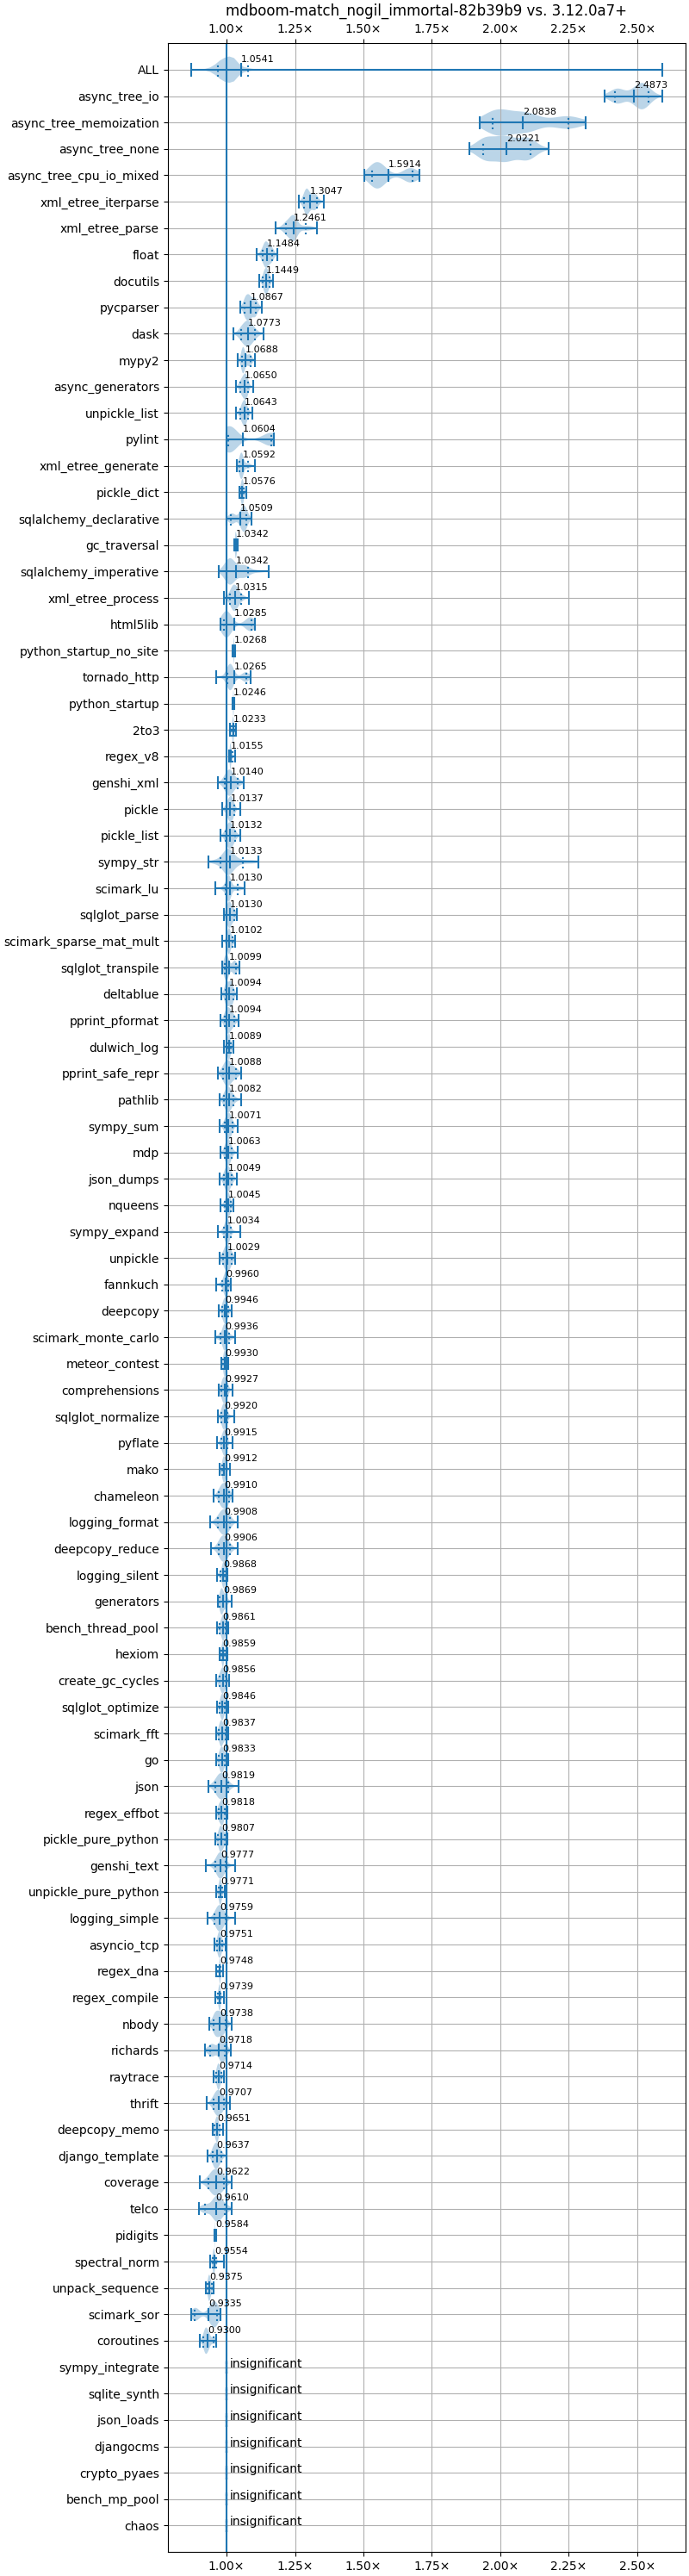 mdboom-match_nogil_immortal-82b39b9 vs. 3.12.0a7+
1.00× 1.25× 1.50× 1.75× 2.00× 2.25× 2.50×
ALL 1.0541
async_tree_io 2.4873
async_tree_memoization 2.0838
async_tree_none 2.0221
async_tree_cpu_io_mixed 1.5914
xml_etree_iterparse 1.3047
xml_etree_parse 1.2461
float 1.1484
docutils 1.1449
pycparser 1.0867
dask 1.0773
mypy2 1.0688
async_generators 1.0650
unpickle_list 1.0643
pylint 1.0604
xml_etree_generate 1.0592
pickle_dict 1.0576
sqlalchemy_declarative 1.0509
gc_traversal 1.0342
sqlalchemy_imperative 1.0342
xml_etree_process 1.0315
html5lib 1.0285
python_startup_no_site 1.0268
tornado_http 1.0265
python_startup 1.0246
2to3 1.0233
regex_v8 1.0155
genshi_xml 1.0140
pickle 1.0137
pickle_list 1.0132
sympy_str 1.0133
scimark_lu 1.0130
sqlglot_parse 1.0130
scimark_sparse_mat_mult 1.0102
sqlglot_transpile 1.0099
deltablue 1.0094
pprint_pformat 1.0094
dulwich_log 1.0089
pprint_safe_repr 1.0088
pathlib 1.0082
sympy_sum 1.0071
mdp 1.0063
json_dumps 1.0049
nqueens 1.0045
sympy_expand 1.0034
unpickle 1.0029
fannkuch 0.9960
deepcopy 0.9946
scimark_monte_carlo 0.9936
meteor_contest 0.9930
comprehensions 0.9927
sqlglot_normalize 0.9920
pyflate 0.9915
mako 0.9912
chameleon 0.9910
logging_format 0.9908
deepcopy_reduce 0.9906
logging_silent 0.9868
generators 0.9869
bench_thread_pool 0.9861
hexiom 0.9859
create_gc_cycles 0.9856
sqlglot_optimize 0.9846
scimark_fft 0.9837
go 0.9833
json 0.9819
regex_effbot 0.9818
pickle_pure_python 0.9807
genshi_text 0.9777
unpickle_pure_python 0.9771
logging_simple 0.9759
asyncio_tcp 0.9751
regex_dna 0.9748
regex_compile 0.9739
nbody 0.9738
richards 0.9718
raytrace 0.9714
thrift 0.9707
deepcopy_memo 0.9651
django_template 0.9637
coverage 0.9622
telco 0.9610
pidigits 0.9584
spectral_norm 0.9554
unpack_sequence 0.9375
scimark_sor 0.9335
coroutines 0.9300
sympy_integrate insignificant
sqlite_synth insignificant
json_loads insignificant
djangocms insignificant
crypto_pyaes insignificant
bench_mp_pool insignificant
chaos insignificant
1.00× 1.25× 1.50× 1.75× 2.00× 2.25× 2.50×